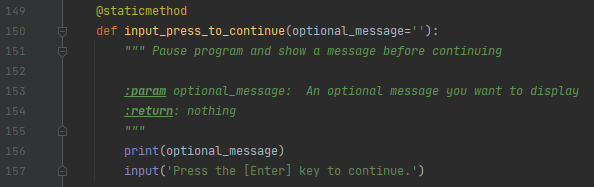 149 @staticmethod
150 def input_press_to_continue(optional_message=''):
151 """ Pause program and show a message before continuing
152
153 :param optional_message:  An optional message you want to display
154 :return: nothing
155 """
156 print(optional_message)
157 input('Press the [Enter] key to continue.')